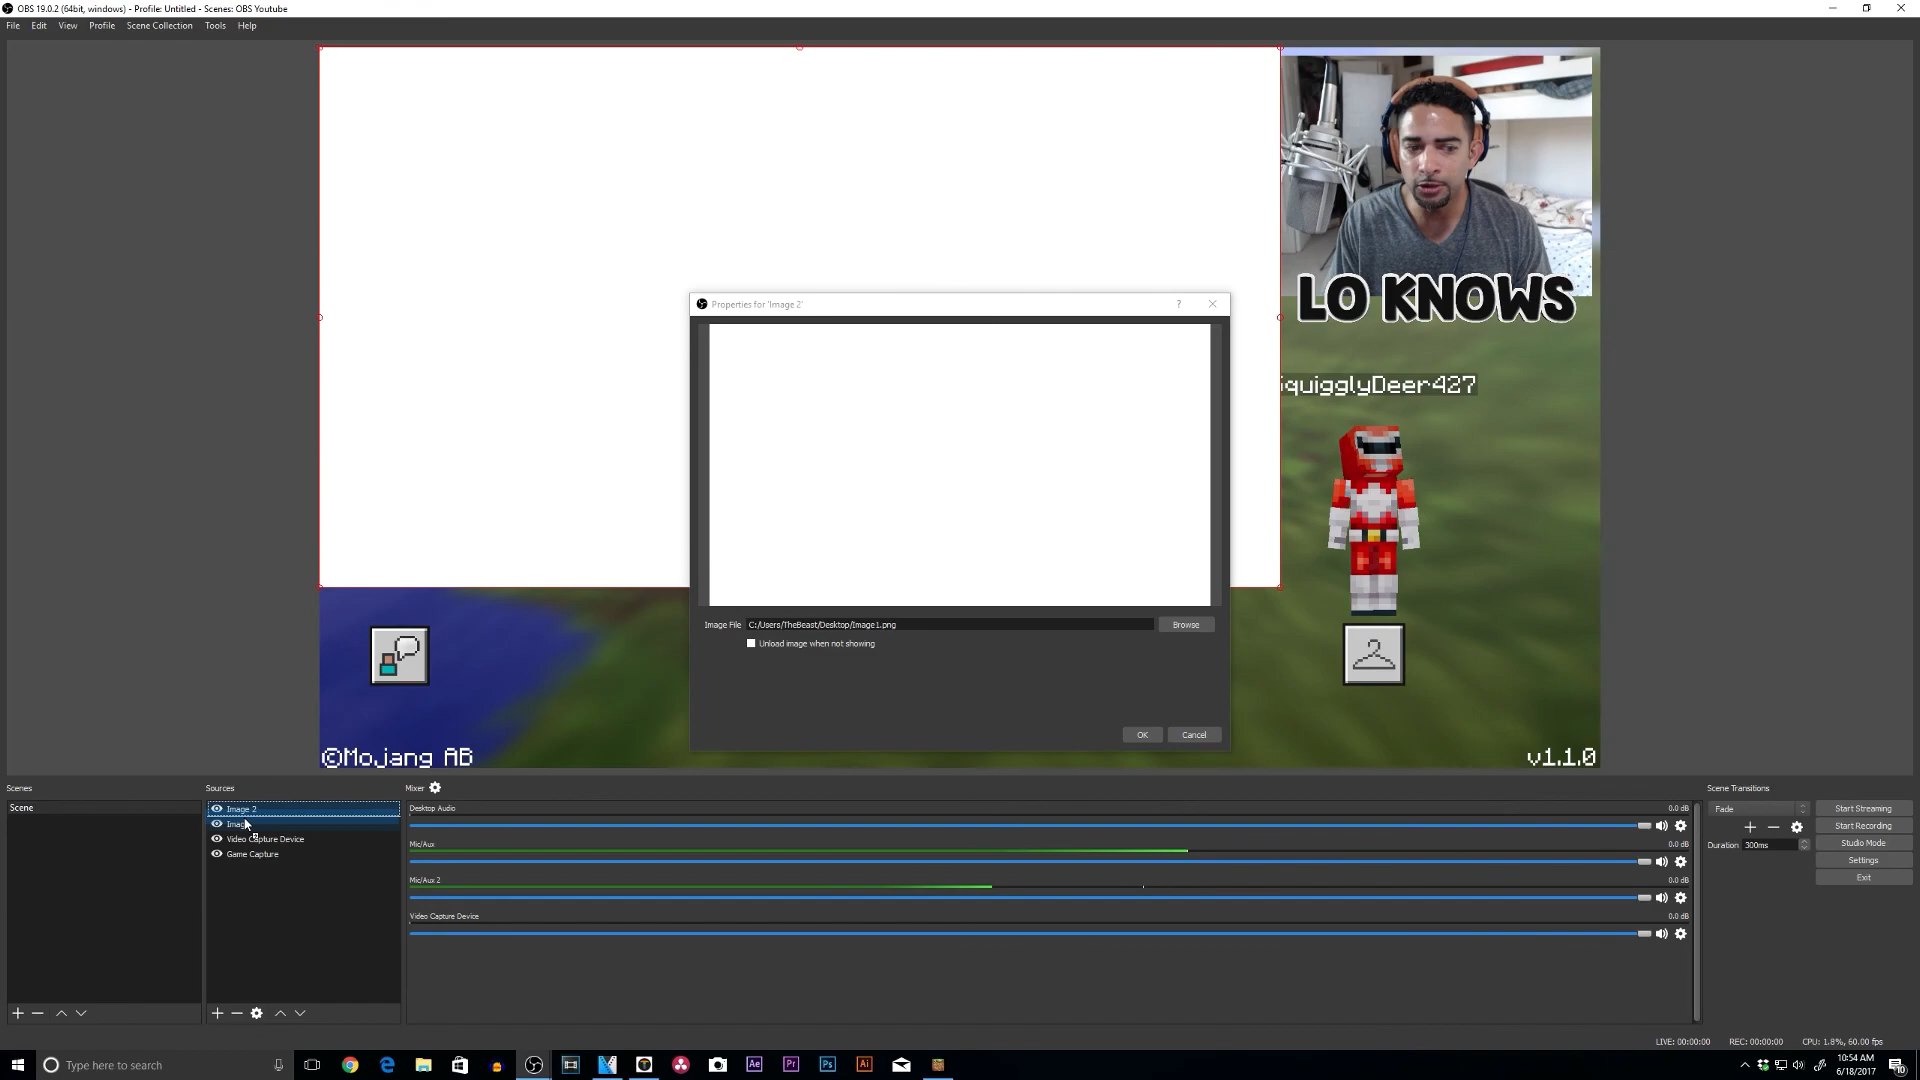 OBS 19.0.2 (64bit, windows) - Profile: Untitled - Scenes: OBS Youtube
File Edit View Profile Scene Collection Tools Help
LO KNOWS
quigglyDeer427
Properties for 'Image 2'
?
Image File C:/Users/TheBeast/Desktop/Image1.png Browse
Unload image when not showing
OK Cancel
©Mojang AB
v1.1.0
Scenes
Scene
Sources
Image 2
Imag
Video Capture Device
Game Capture
Mixer
Desktop Audio 0.0 dB
Mic/Aux 0.0 dB
Mic/Aux 2 0.0 dB
Video Capture Device 0.0 dB
Scene Transitions
Fade
Duration 300ms
Start Streaming
Start Recording
Studio Mode
Settings
Exit
LIVE: 00:00:00 REC: 00:00:00 CPU: 1.8%, 60.00 fps
Type here to search
Ae Pr Ps Ai
10:54 AM
6/18/2017
10